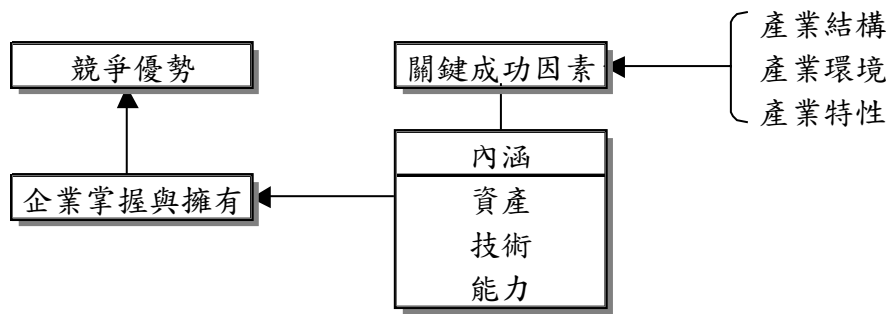 競爭優勢
關鍵成功因素
產業結構
產業環境
產業特性
企業掌握與擁有
內涵
資產
技術
能力